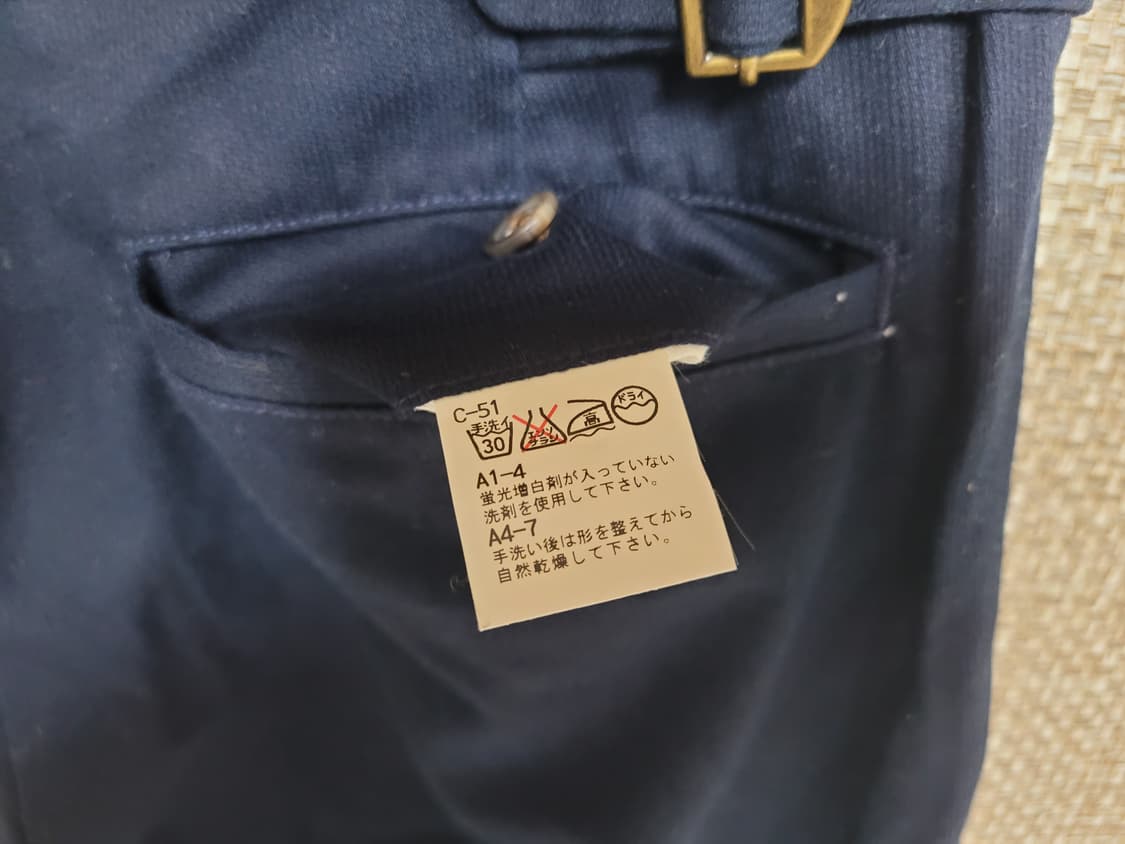 C-51
手洗イ 30 エンソ サラシ 高 ドライ
A1-4
蛍光増白剤が入っていない
洗剤を使用して下さい。
A4-7
手洗い後は形を整えてから
自然乾燥して下さい。